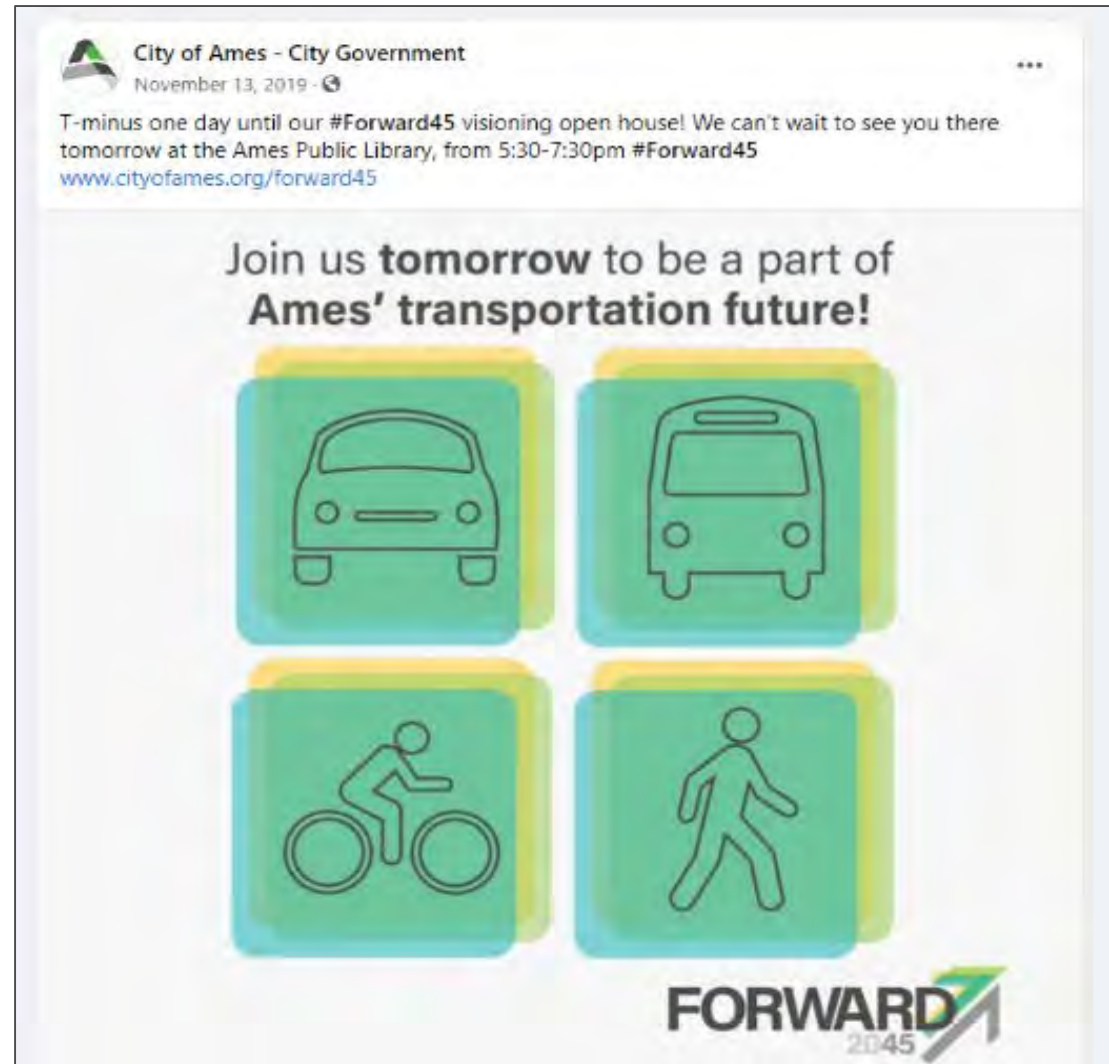 City of Ames - City Government
November 13, 2019 ·
T-minus one day until our #Forward45 visioning open house! We can't wait to see you there
tomorrow at the Ames Public Library, from 5:30-7:30pm #Forward45
www.cityofames.org/forward45
Join us tomorrow to be a part of
Ames' transportation future!
FORWARD
2045